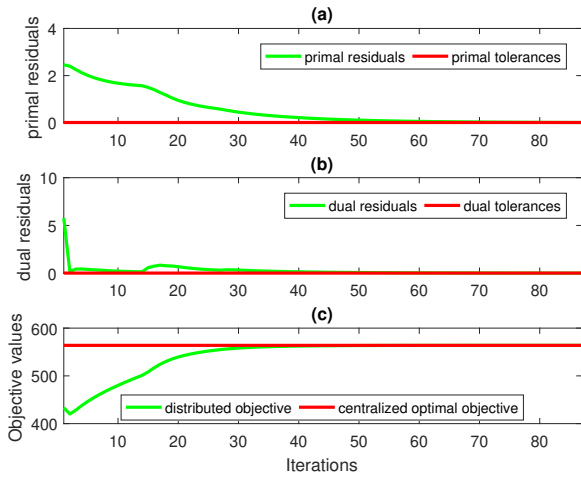 (a)
primal residuals
4
2
0
primal residuals primal tolerances
10 20 30 40 50 60 70 80
(b)
dual residuals
10
5
0
dual residuals dual tolerances
10 20 30 40 50 60 70 80
(c)
Objective values
600
500
400
distributed objective centralized optimal objective
10 20 30 40 50 60 70 80
Iterations